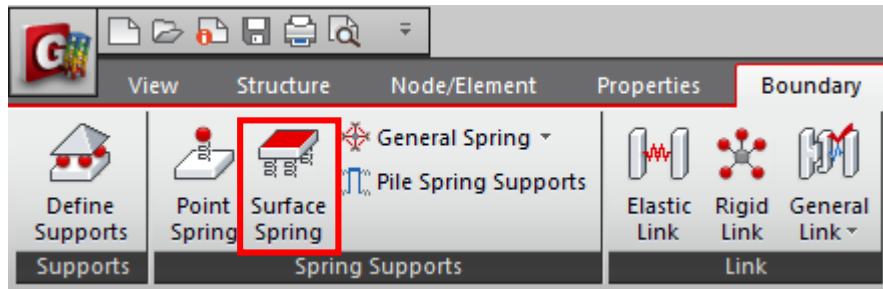 G
View Structure Node/Element Properties Boundary
Define Supports
Point Spring
Surface Spring
General Spring
Pile Spring Supports
Elastic Link
Rigid Link
General Link
Supports
Spring Supports
Link